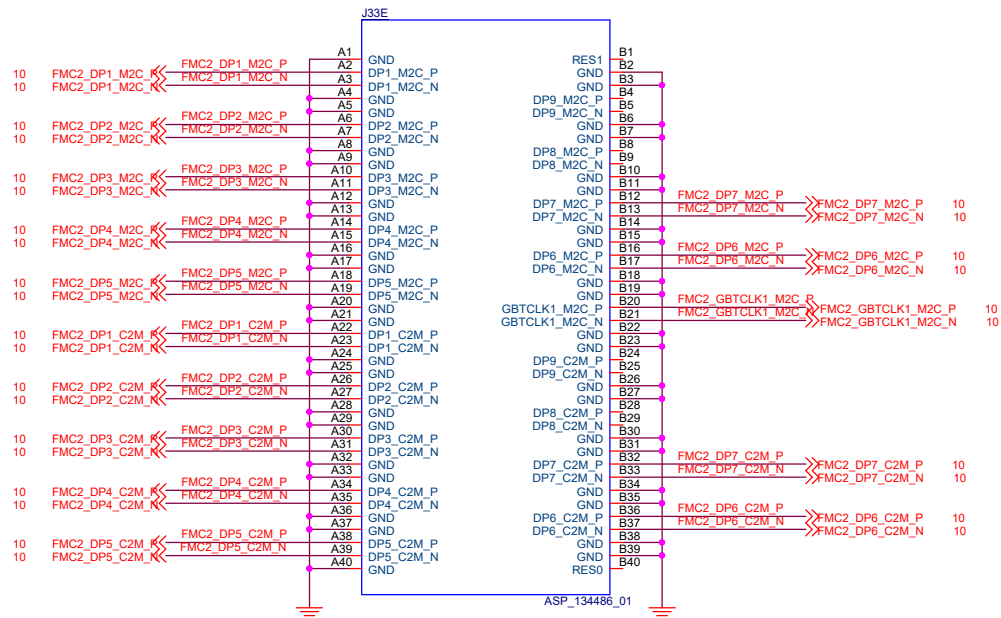 J33E
A1 GND RES1 B1
A2 DP1_M2C_P GND B2
10 FMC2_DP1_M2C_P FMC2_DP1_M2C_P
A3 DP1_M2C_N GND B3
10 FMC2_DP1_M2C_N FMC2_DP1_M2C_N
A4 GND DP9_M2C_P B4
A5 GND DP9_M2C_N B5
A6 DP2_M2C_P GND B6
10 FMC2_DP2_M2C_P FMC2_DP2_M2C_P
A7 DP2_M2C_N GND B7
10 FMC2_DP2_M2C_N FMC2_DP2_M2C_N
A8 GND DP8_M2C_P B8
A9 GND DP8_M2C_N B9
A10 DP3_M2C_P GND B10
10 FMC2_DP3_M2C_P FMC2_DP3_M2C_P
A11 DP3_M2C_N GND B11
10 FMC2_DP3_M2C_N FMC2_DP3_M2C_N
A12 GND DP7_M2C_P B12 FMC2_DP7_M2C_P FMC2_DP7_M2C_P 10
A13 GND DP7_M2C_N B13 FMC2_DP7_M2C_N FMC2_DP7_M2C_N 10
A14 DP4_M2C_P GND B14
10 FMC2_DP4_M2C_P FMC2_DP4_M2C_P
A15 DP4_M2C_N GND B15
10 FMC2_DP4_M2C_N FMC2_DP4_M2C_N
A16 GND DP6_M2C_P B16 FMC2_DP6_M2C_P FMC2_DP6_M2C_P 10
A17 GND DP6_M2C_N B17 FMC2_DP6_M2C_N FMC2_DP6_M2C_N 10
A18 DP5_M2C_P GND B18
10 FMC2_DP5_M2C_P FMC2_DP5_M2C_P
A19 DP5_M2C_N GND B19
10 FMC2_DP5_M2C_N FMC2_DP5_M2C_N
A20 GND GBTCLK1_M2C_P B20 FMC2_GBTCLK1_M2C_P FMC2_GBTCLK1_M2C_P 10
A21 GND GBTCLK1_M2C_N B21 FMC2_GBTCLK1_M2C_N FMC2_GBTCLK1_M2C_N 10
A22 DP1_C2M_P GND B22
10 FMC2_DP1_C2M_P FMC2_DP1_C2M_P
A23 DP1_C2M_N GND B23
10 FMC2_DP1_C2M_N FMC2_DP1_C2M_N
A24 GND DP9_C2M_P B24
A25 GND DP9_C2M_N B25
A26 DP2_C2M_P GND B26
10 FMC2_DP2_C2M_P FMC2_DP2_C2M_P
A27 DP2_C2M_N GND B27
10 FMC2_DP2_C2M_N FMC2_DP2_C2M_N
A28 GND DP8_C2M_P B28
A29 GND DP8_C2M_N B29
A30 DP3_C2M_P GND B30
10 FMC2_DP3_C2M_P FMC2_DP3_C2M_P
A31 DP3_C2M_N GND B31
10 FMC2_DP3_C2M_N FMC2_DP3_C2M_N
A32 GND DP7_C2M_P B32 FMC2_DP7_C2M_P FMC2_DP7_C2M_P 10
A33 GND DP7_C2M_N B33 FMC2_DP7_C2M_N FMC2_DP7_C2M_N 10
A34 DP4_C2M_P GND B34
10 FMC2_DP4_C2M_P FMC2_DP4_C2M_P
A35 DP4_C2M_N GND B35
10 FMC2_DP4_C2M_N FMC2_DP4_C2M_N
A36 GND DP6_C2M_P B36 FMC2_DP6_C2M_P FMC2_DP6_C2M_P 10
A37 GND DP6_C2M_N B37 FMC2_DP6_C2M_N FMC2_DP6_C2M_N 10
A38 DP5_C2M_P GND B38
10 FMC2_DP5_C2M_P FMC2_DP5_C2M_P
A39 DP5_C2M_N GND B39
10 FMC2_DP5_C2M_N FMC2_DP5_C2M_N
A40 GND RES0 B40
ASP_134486_01